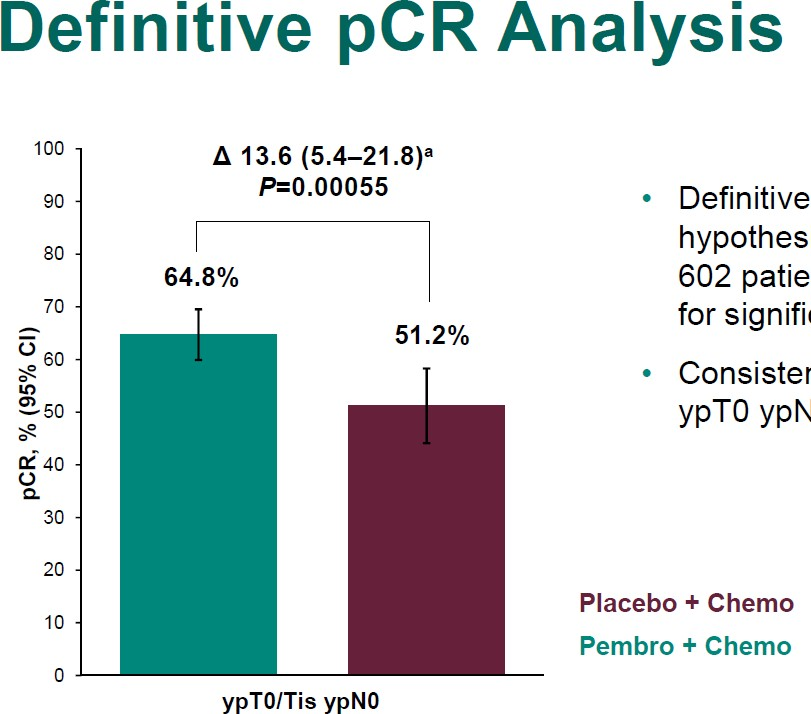 Definitive pCR Analysis
Δ 13.6 (5.4–21.8)ᵃ
P=0.00055
100
90
80
70
60
50
40
30
20
10
0
pCR, % (95% CI)
64.8%
51.2%
ypT0/Tis ypN0
• Definitive
hypothes
602 patie
for signific
• Consisten
ypT0 ypN
Placebo + Chemo
Pembro + Chemo